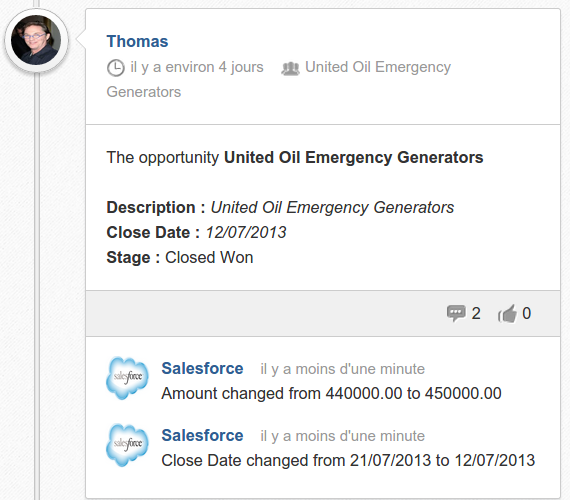 Thomas
il y a environ 4 jours United Oil Emergency
Generators
The opportunity United Oil Emergency Generators
Description : United Oil Emergency Generators
Close Date : 12/07/2013
Stage : Closed Won
2 0
salesforce
Salesforce il y a moins d'une minute
Amount changed from 440000.00 to 450000.00
salesforce
Salesforce il y a moins d'une minute
Close Date changed from 21/07/2013 to 12/07/2013